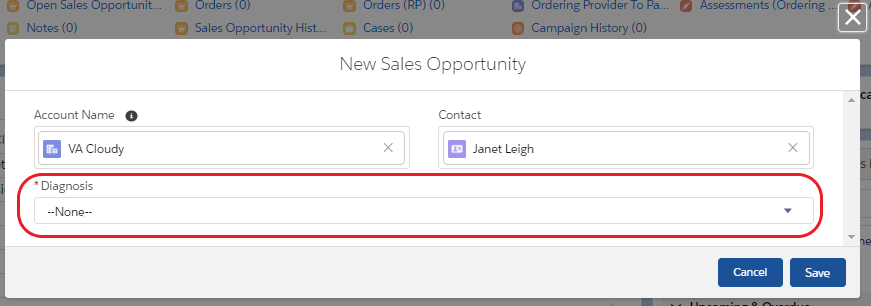 Open Sales Opportunit... Orders (0) Orders (RP) (0) Ordering Provider To Pa... Assessments (Ordering ...
Notes (0) Sales Opportunity Hist... Cases (0) Campaign History (0)
New Sales Opportunity
Account Name Contact
VA Cloudy Janet Leigh
* Diagnosis
--None--
Cancel Save
Upcoming & Overdue